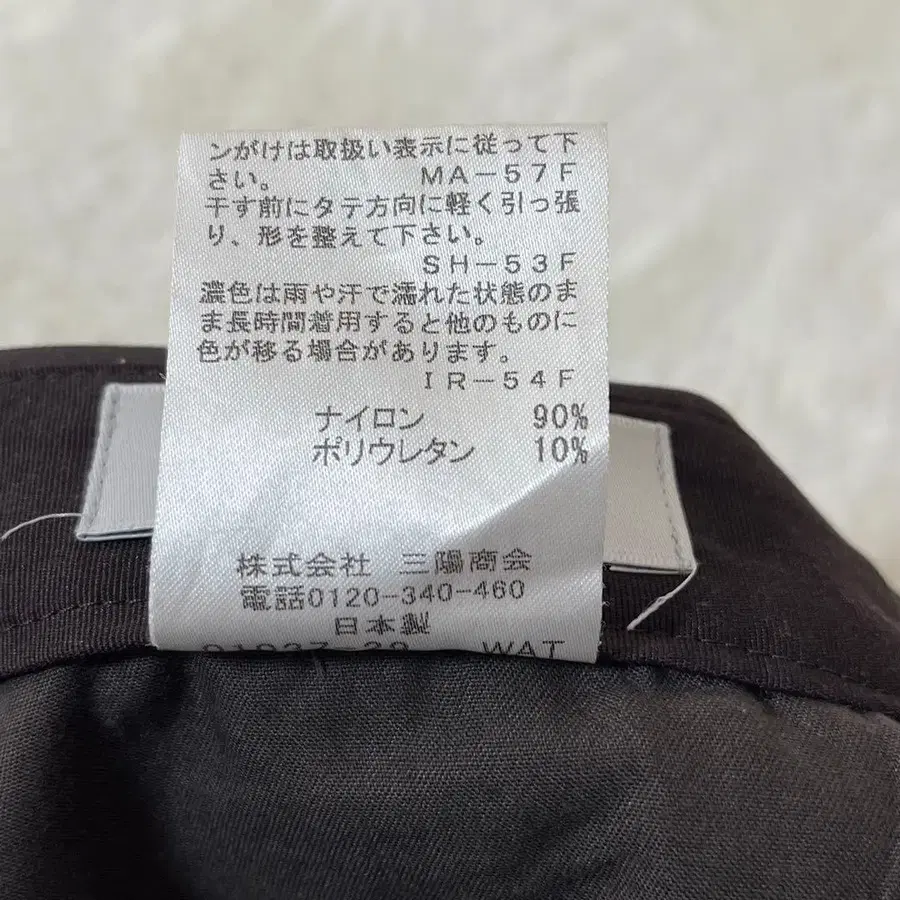 ンがけは取扱い表示に従って下
さい。 MA-57F
干す前にタテ方向に軽く引っ張
り、形を整えて下さい。
SH-53F
濃色は雨や汗で濡れた状態のま
ま長時間着用すると他のものに
色が移る場合があります。
IR-54F
ナイロン 90%
ポリウレタン 10%
株式会社 三陽商会
電話0120-340-460
日本製
WAT